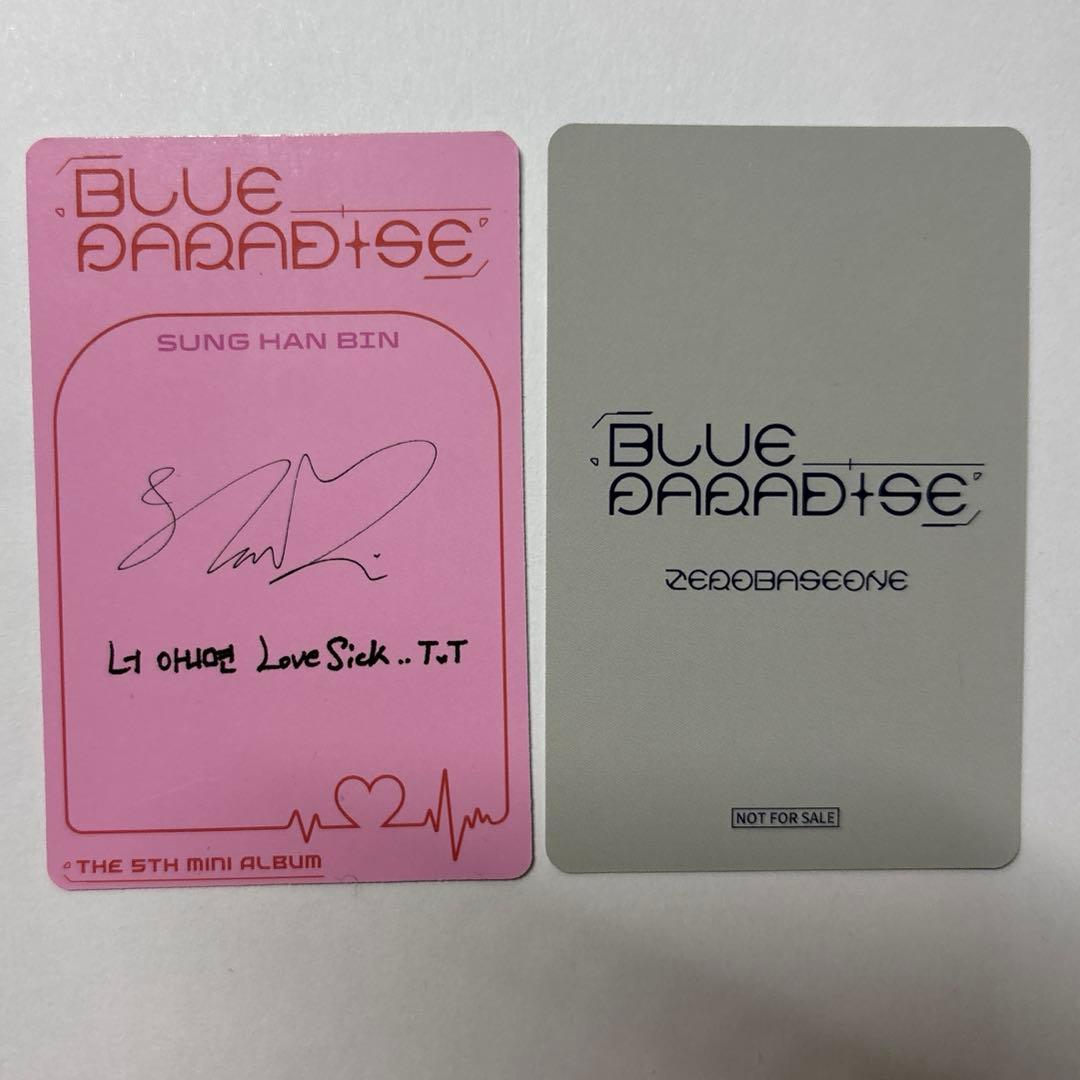 BLUE
PARADISE
SUNG HAN BIN
너 아니면 Love Sick.. T.T
THE 5TH MINI ALBUM
BLUE
PARADISE
ZEROBASEONE
NOT FOR SALE